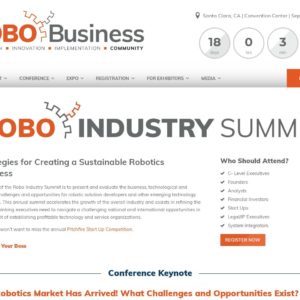 OBO Business
INNOVATION | IMPLEMENTATION | COMMUNITY
Santa Clara, CA | Convention Center | Sep
18 0 3
CONFERENCE EXPO REGISTRATION FOR EXHIBITORS MEDIA
OBO INDUSTRY SUMM
egies for Creating a Sustainable Robotics
ess
of the Robo Industry Summit is to present and evaluate the business, technological and
hallenges and opportunities for robotic solution developers and other emerging technology
. This annual summit accelerates the growth of the overall industry and assists in refining the
training executives need to navigate a challenging national and international opportunities in
t of establishing profitable technology and service organizations.
n't want to miss the annual Pitchfire Start Up Competition.
Your Boss
Who Should Attend?
C- Level Executives
Founders
Analysts
Financial Investors
Start Ups
Legal/IP Executives
System Integrators
REGISTER NOW
Conference Keynote
obotics Market Has Arrived! What Challenges and Opportunities Exist?